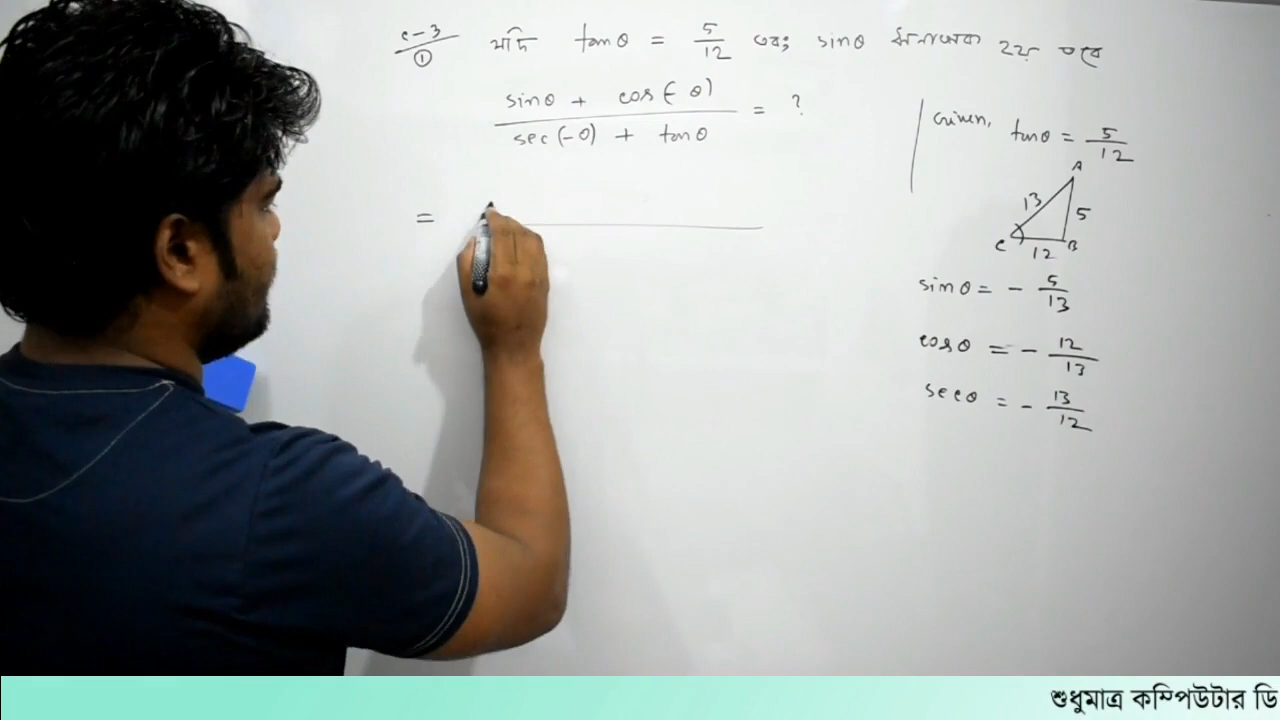 e-3
①
যদি tanθ = 5/12 এবং sinθ ঋনাত্মক হয় তবে
sinθ + cos(-θ)
sec(-θ) + tanθ
= ?
=
Given, tanθ = 5/12
A
13
5
C
12
B
sinθ = - 5/13
cosθ = - 12/13
secθ = - 13/12
শুধুমাত্র কম্পিউটার ডি